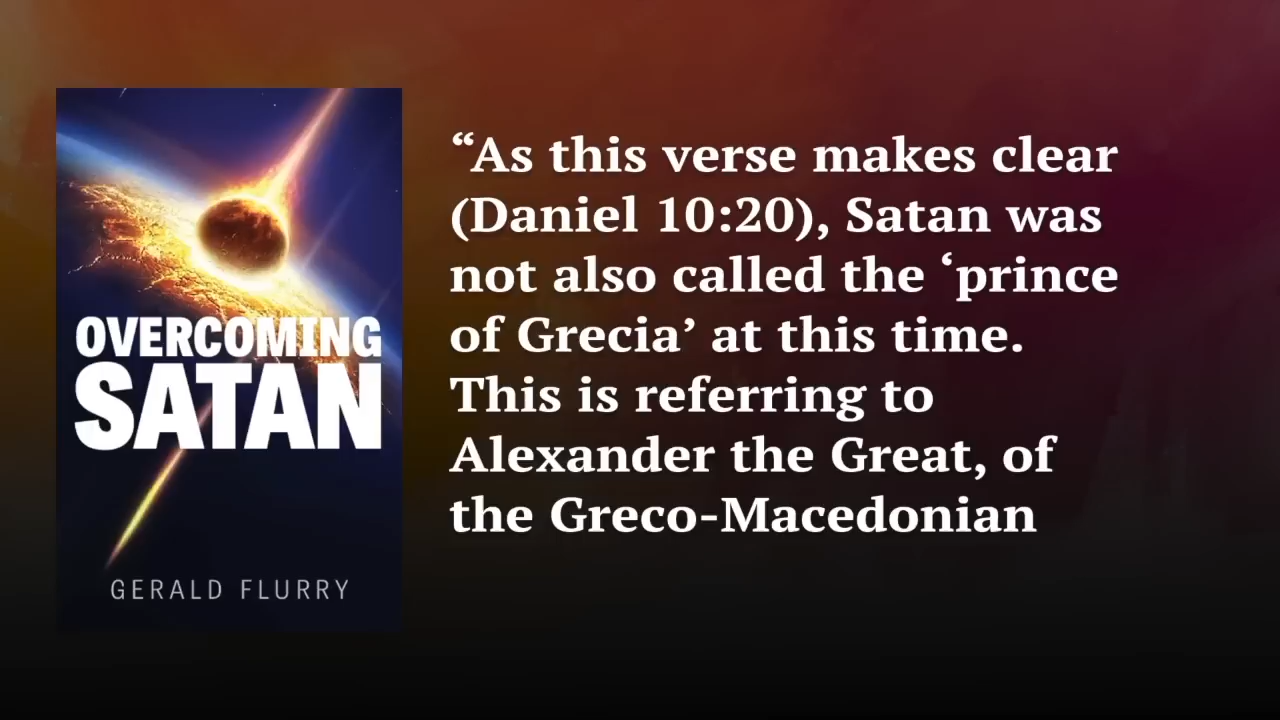 OVERCOMING
SATAN
GERALD FLURRY
“As this verse makes clear
(Daniel 10:20), Satan was
not also called the ‘prince
of Grecia’ at this time.
This is referring to
Alexander the Great, of
the Greco-Macedonian